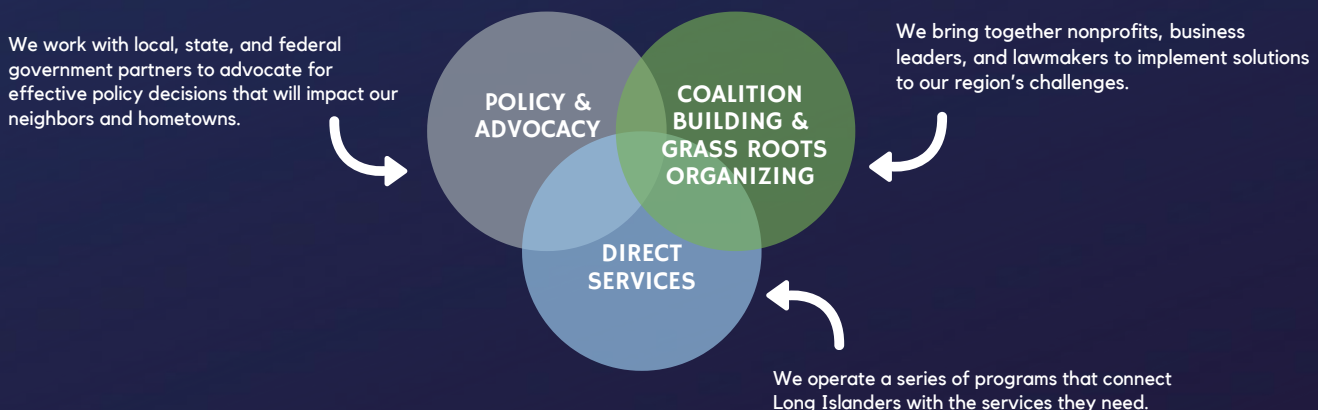 We work with local, state, and federal
government partners to advocate for
effective policy decisions that will impact our
neighbors and hometowns.
POLICY &
ADVOCACY
COALITION
BUILDING &
GRASS ROOTS
ORGANIZING
We bring together nonprofits, business
leaders, and lawmakers to implement solutions
to our region's challenges.
DIRECT
SERVICES
We operate a series of programs that connect
Long Islanders with the services they need.